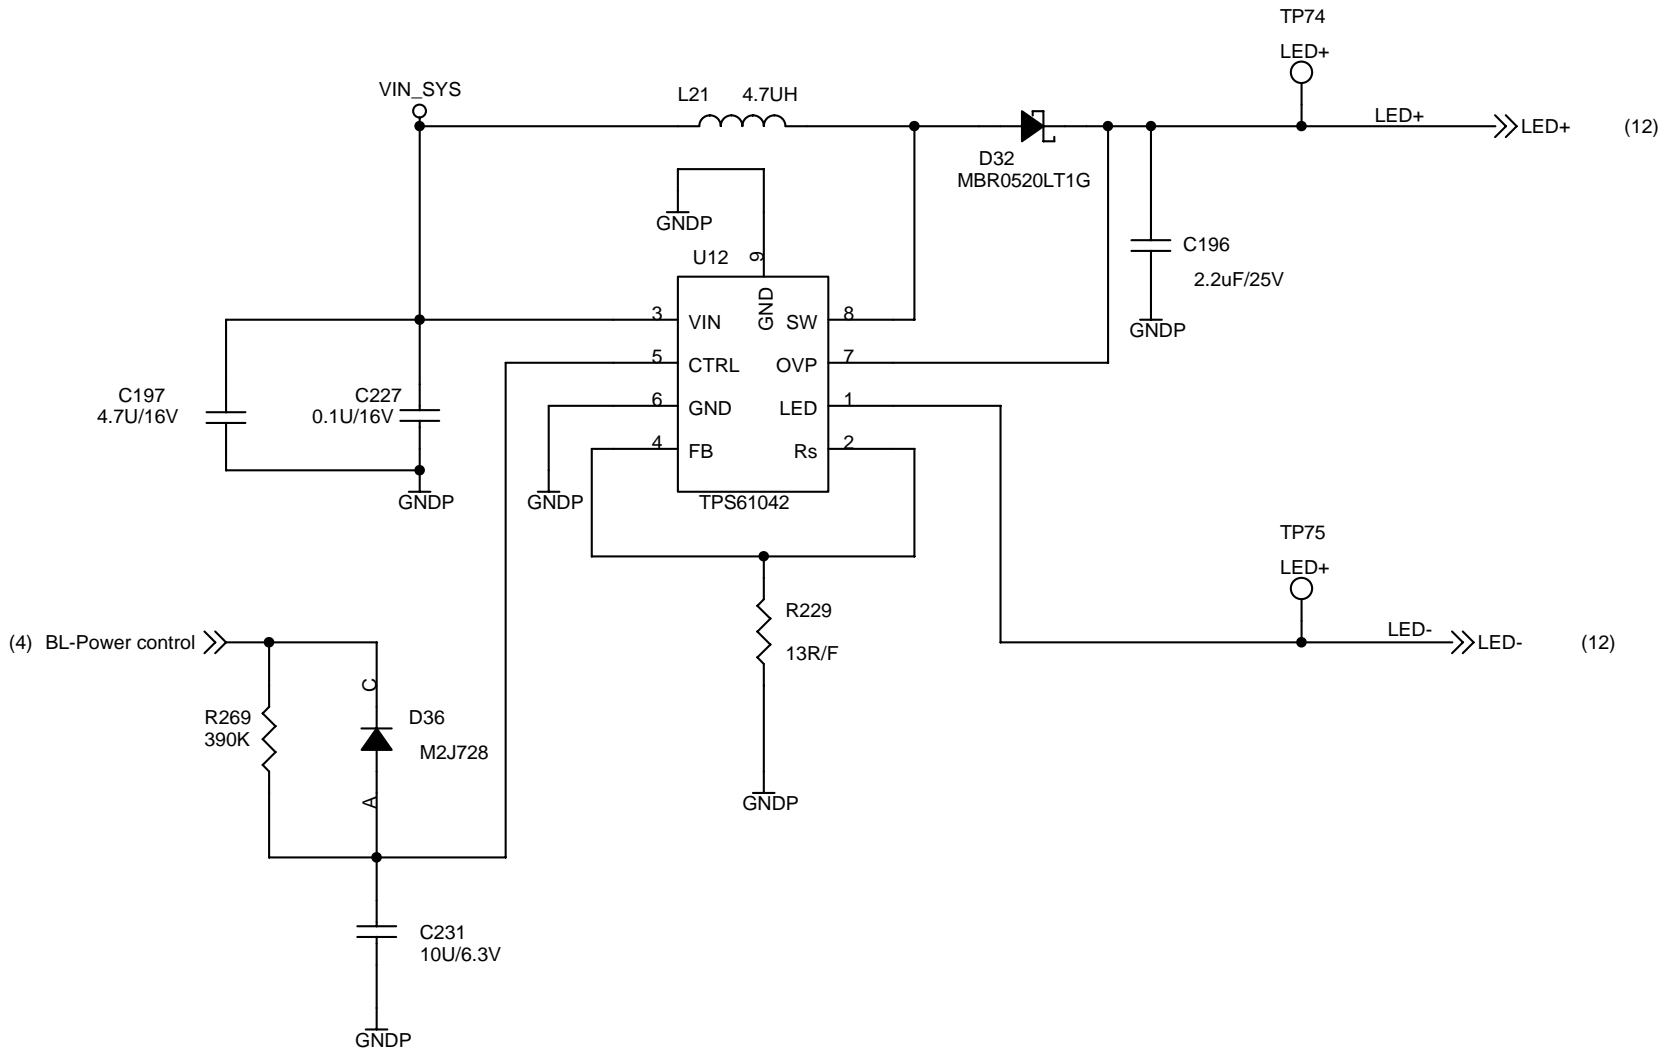 TP74
LED+
VIN_SYS
L21 4.7UH
LED+
LED+ (12)
D32
MBR0520LT1G
GNDP
U12
9
C196
2.2uF/25V
GNDP
GND
3 VIN SW 8
5 CTRL OVP 7
6 GND LED 1
4 FB Rs 2
C197
4.7U/16V
C227
0.1U/16V
GNDP
GNDP
TPS61042
TP75
LED+
R229
13R/F
LED-
LED- (12)
(4) BL-Power control
C
R269
390K
D36
M2J728
A
GNDP
C231
10U/6.3V
GNDP